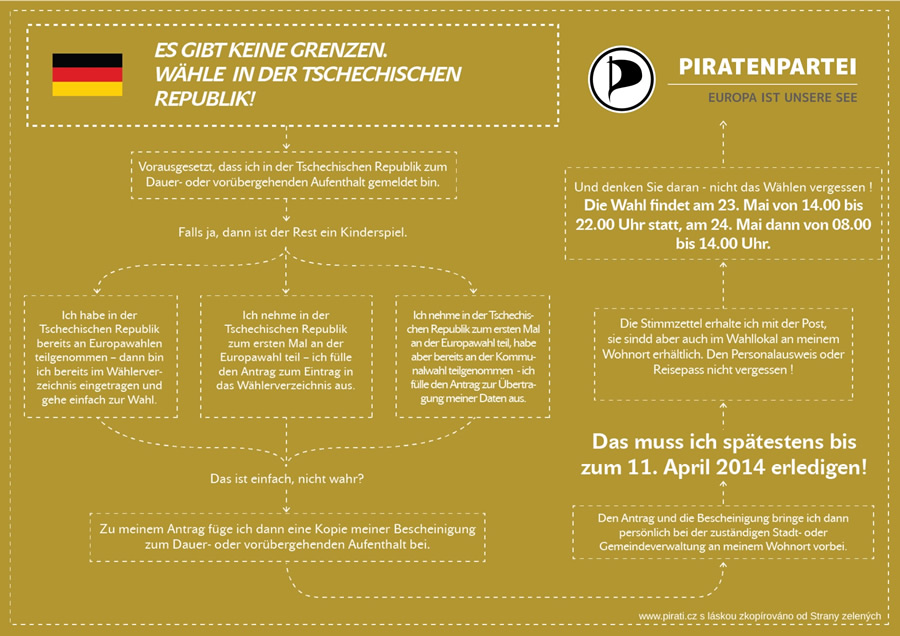 ES GIBT KEINE GRENZEN.
WÄHLE IN DER TSCHECHISCHEN
REPUBLIK!
Vorausgesetzt, dass ich in der Tschechischen Republik zum
Dauer- oder vorübergehenden Aufenthalt gemeldet bin.
Falls ja, dann ist der Rest ein Kinderspiel.
Ich habe in der
Tschechischen Republik
bereits an Europawahlen
teilgenommen – dann bin
ich bereits im Wählerver-
zeichnis eingetragen und
gehe einfach zur Wahl.
Ich nehme in der
Tschechischen Republik
zum ersten Mal an der
Europawahl teil – ich fülle
den Antrag zum Eintrag in
das Wählerverzeichnis aus.
Ich nehme in der Tschechis-
chen Republik zum ersten Mal
an der Europawahl teil, habe
aber bereits an der Kommu-
nalwahl teilgenommen - ich
fülle den Antrag zur Übertra-
gung meiner Daten aus.
Das ist einfach, nicht wahr?
Zu meinem Antrag füge ich dann eine Kopie meiner Bescheinigung
zum Dauer- oder vorübergehenden Aufenthalt bei.
Den Antrag und die Bescheinigung bringe ich dann
persönlich bei der zuständigen Stadt- oder
Gemeindeverwaltung an meinem Wohnort vorbei.
Das muss ich spätestens bis
zum 11. April 2014 erledigen!
Die Stimmzettel erhalte ich mit der Post,
sie sindd aber auch im Wahllokal an meinem
Wohnort erhältlich. Den Personalausweis oder
Reisepass nicht vergessen !
Und denken Sie daran - nicht das Wählen vergessen !
Die Wahl findet am 23. Mai von 14.00 bis
22.00 Uhr statt, am 24. Mai dann von 08.00
bis 14.00 Uhr.
PIRATENPARTEI
EUROPA IST UNSERE SEE
www.pirati.cz s láskou zkopírováno od Strany zelených